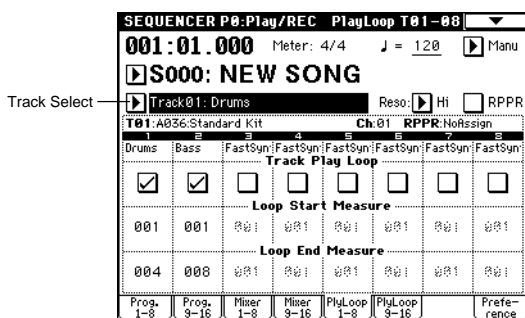 SEQUENCER P0:Play/REC PlayLoop T01-08
001:01.000 Meter: 4/4 ♩ = 120 Manu
S000: NEW SONG
Track Select
Track01: Drums Reso: Hi RPPR
T01:A036:Standard Kit Ch:01 RPPR:NoAssign
1 2 3 4 5 6 7 8
Drums Bass FastSyn FastSyn FastSyn FastSyn FastSyn FastSyn
Track Play Loop
Loop Start Measure
001 001 001 001 001 001 001 001
Loop End Measure
004 008 001 001 001 001 001 001
Prog. 1-8 Prog. 9-16 Mixer 1-8 Mixer 9-16 PlyLoop 1-8 PlyLoop 9-16 Prefe- rence